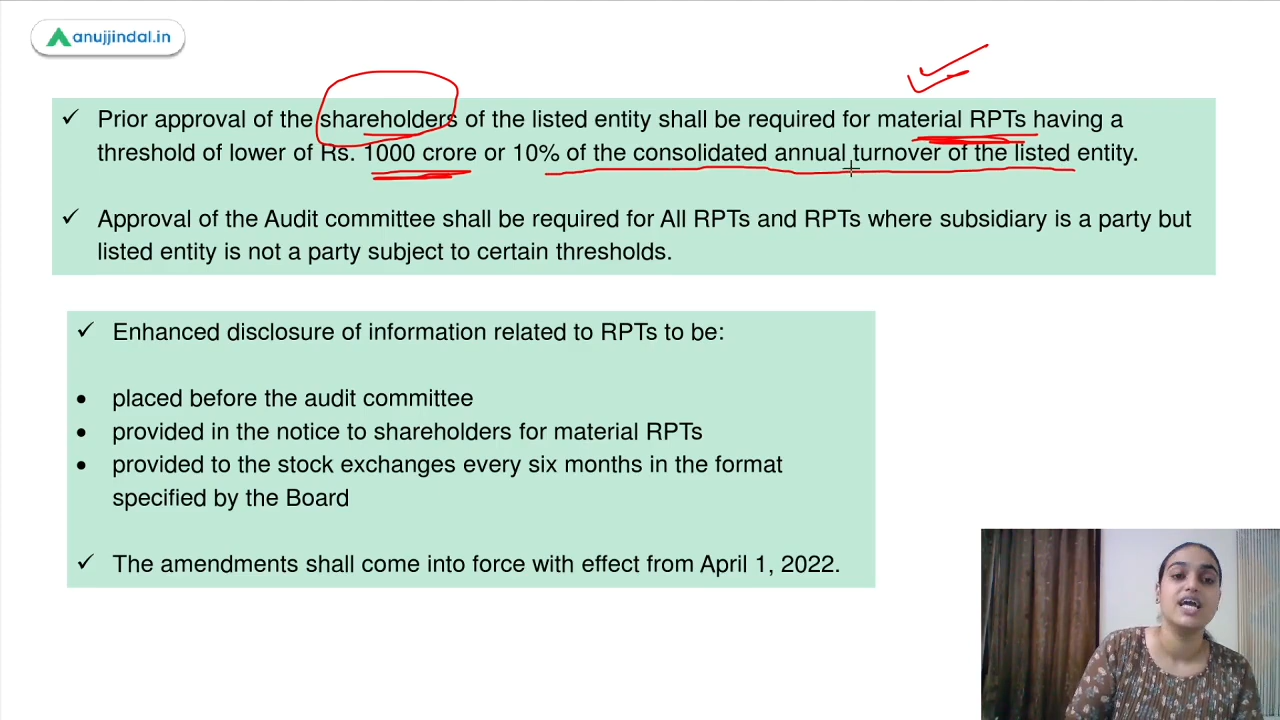 anujjindal.in
✓ Prior approval of the shareholders of the listed entity shall be required for material RPTs having a
threshold of lower of Rs. 1000 crore or 10% of the consolidated annual turnover of the listed entity.
✓ Approval of the Audit committee shall be required for All RPTs and RPTs where subsidiary is a party but
listed entity is not a party subject to certain thresholds.
✓ Enhanced disclosure of information related to RPTs to be:
• placed before the audit committee
• provided in the notice to shareholders for material RPTs
• provided to the stock exchanges every six months in the format
specified by the Board
✓ The amendments shall come into force with effect from April 1, 2022.